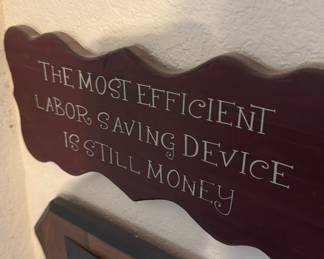 THE MOST EFFICIENT
LABOR SAVING DEVICE
IS STILL MONEY